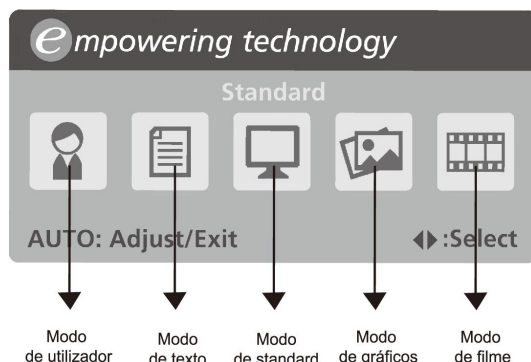 empowering technology
Standard
AUTO: Adjust/Exit
:Select
Modo
de utilizador
Modo
de texto
Modo
de standard
Modo
de gráficos
Modo
de filme